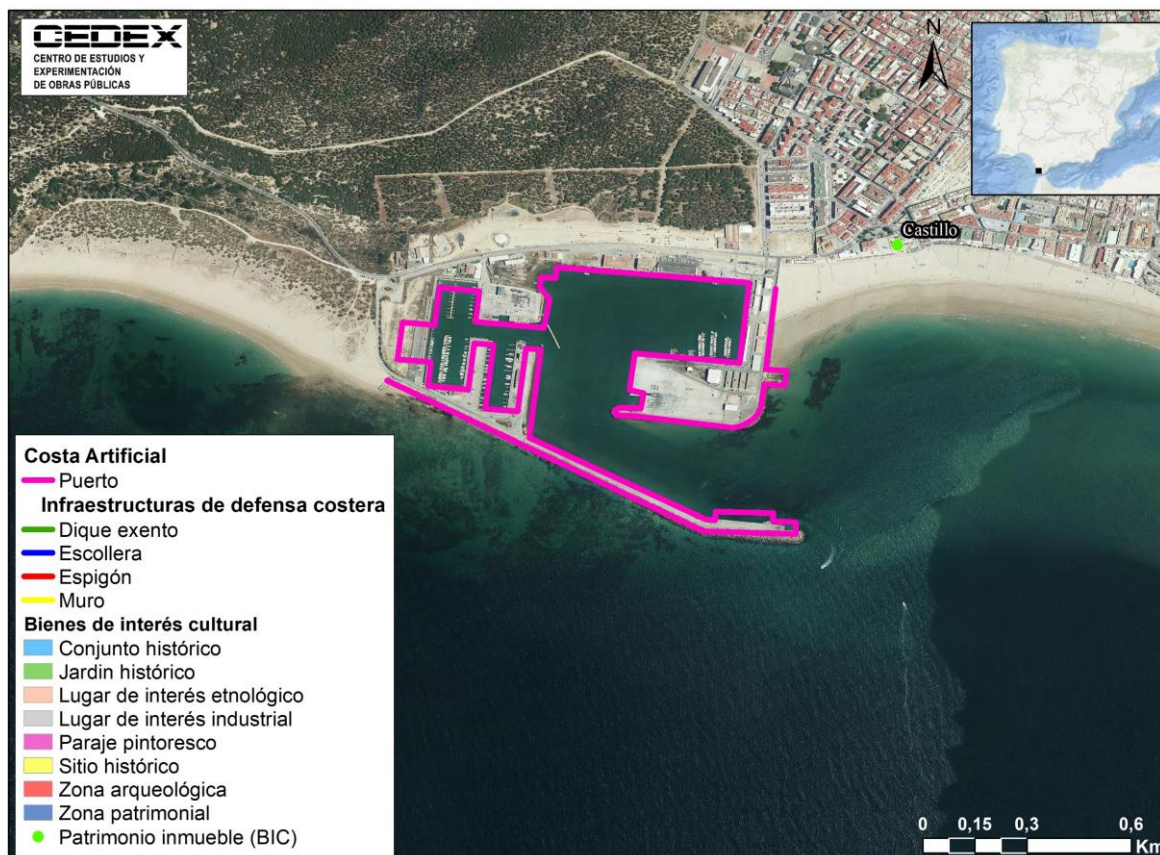 CEDEX
CENTRO DE ESTUDIOS Y
EXPERIMENTACIÓN
DE OBRAS PÚBLICAS
N
Castillo
Costa Artificial
Puerto
Infraestructuras de defensa costera
Dique exento
Escollera
Espigón
Muro
Bienes de interés cultural
Conjunto histórico
Jardin histórico
Lugar de interés etnológico
Lugar de interés industrial
Paraje pintoresco
Sitio histórico
Zona arqueológica
Zona patrimonial
Patrimonio inmueble (BIC)
0 0,15 0,3 0,6
Km